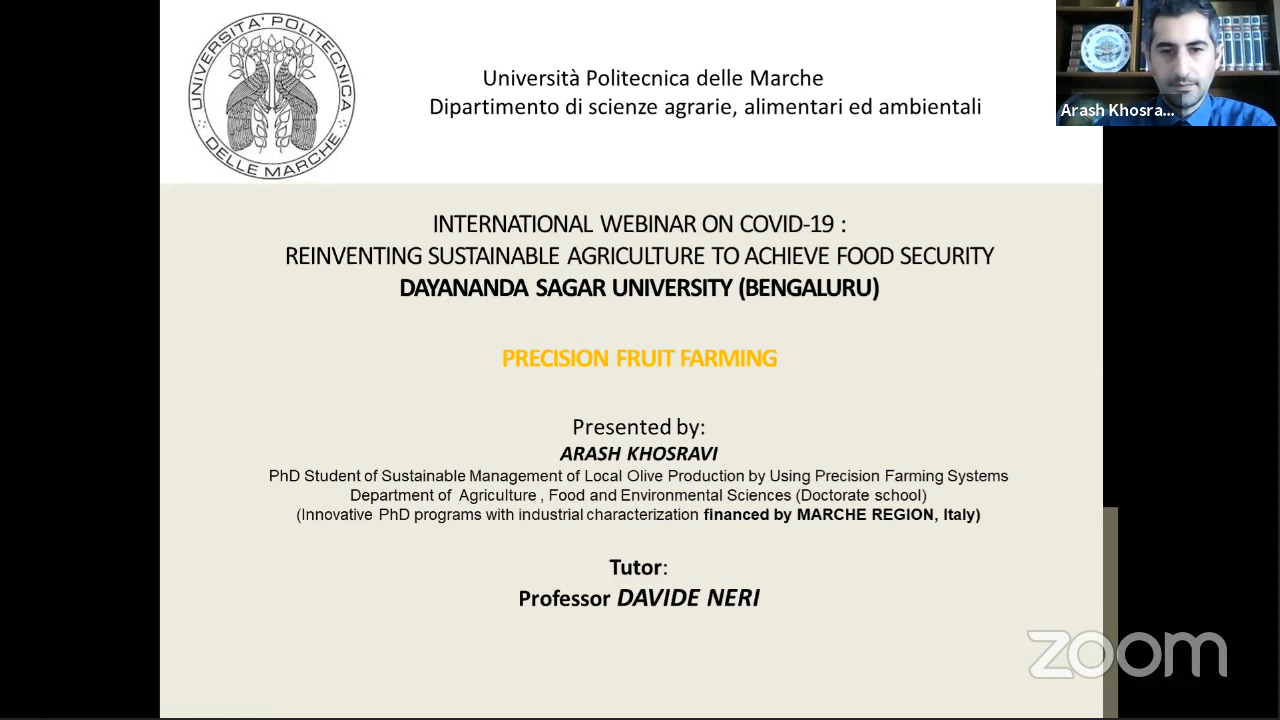 UNIVERSITA' POLITECNICA
DELLE MARCHE
Università Politecnica delle Marche
Dipartimento di scienze agrarie, alimentari ed ambientali
Arash Khosra...
INTERNATIONAL WEBINAR ON COVID-19 :
REINVENTING SUSTAINABLE AGRICULTURE TO ACHIEVE FOOD SECURITY
DAYANANDA SAGAR UNIVERSITY (BENGALURU)
PRECISION FRUIT FARMING
Presented by:
ARASH KHOSRAVI
PhD Student of Sustainable Management of Local Olive Production by Using Precision Farming Systems
Department of Agriculture , Food and Environmental Sciences (Doctorate school)
(Innovative PhD programs with industrial characterization financed by MARCHE REGION, Italy)
Tutor:
Professor DAVIDE NERI
zoom